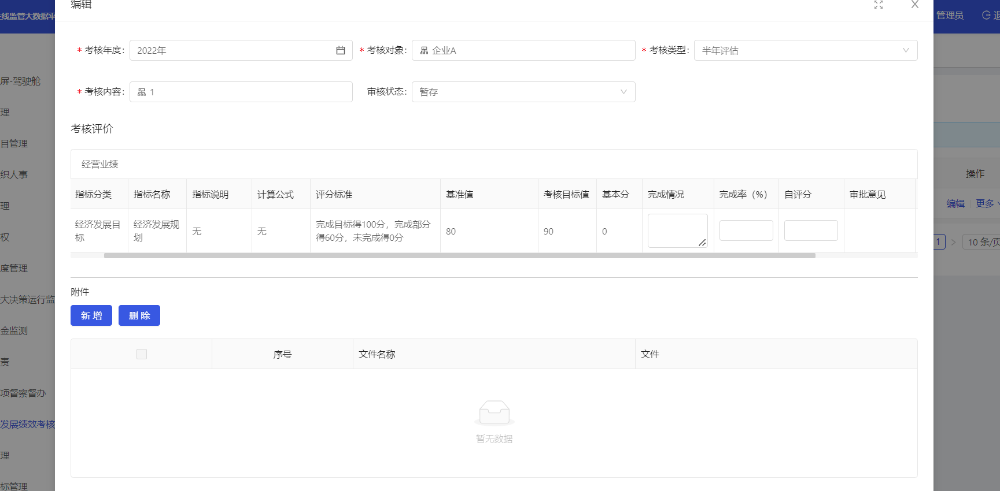 编辑
线监管大数据平
管理员
* 考核年度: 2022年
* 考核对象: 企业A
* 考核类型: 半年评估
* 考核内容: 1
审核状态: 暂存
屏-驾驶舱
理
目管理
织人事
理
权
度管理
大决策运行监
金监测
责
项督察督办
发展绩效考核
理
标管理
考核评价
经营业绩
指标分类 指标名称 指标说明 计算公式 评分标准 基准值 考核目标值 基本分 完成情况 完成率（%） 自评分 审批意见
经济发展目标 经济发展规划 无 无 完成目标得100分，完成部分得60分，未完成得0分 80 90 0
附件
新增 删除
序号 文件名称 文件
暂无数据
操作
编辑 更多
1 > 10 条/页